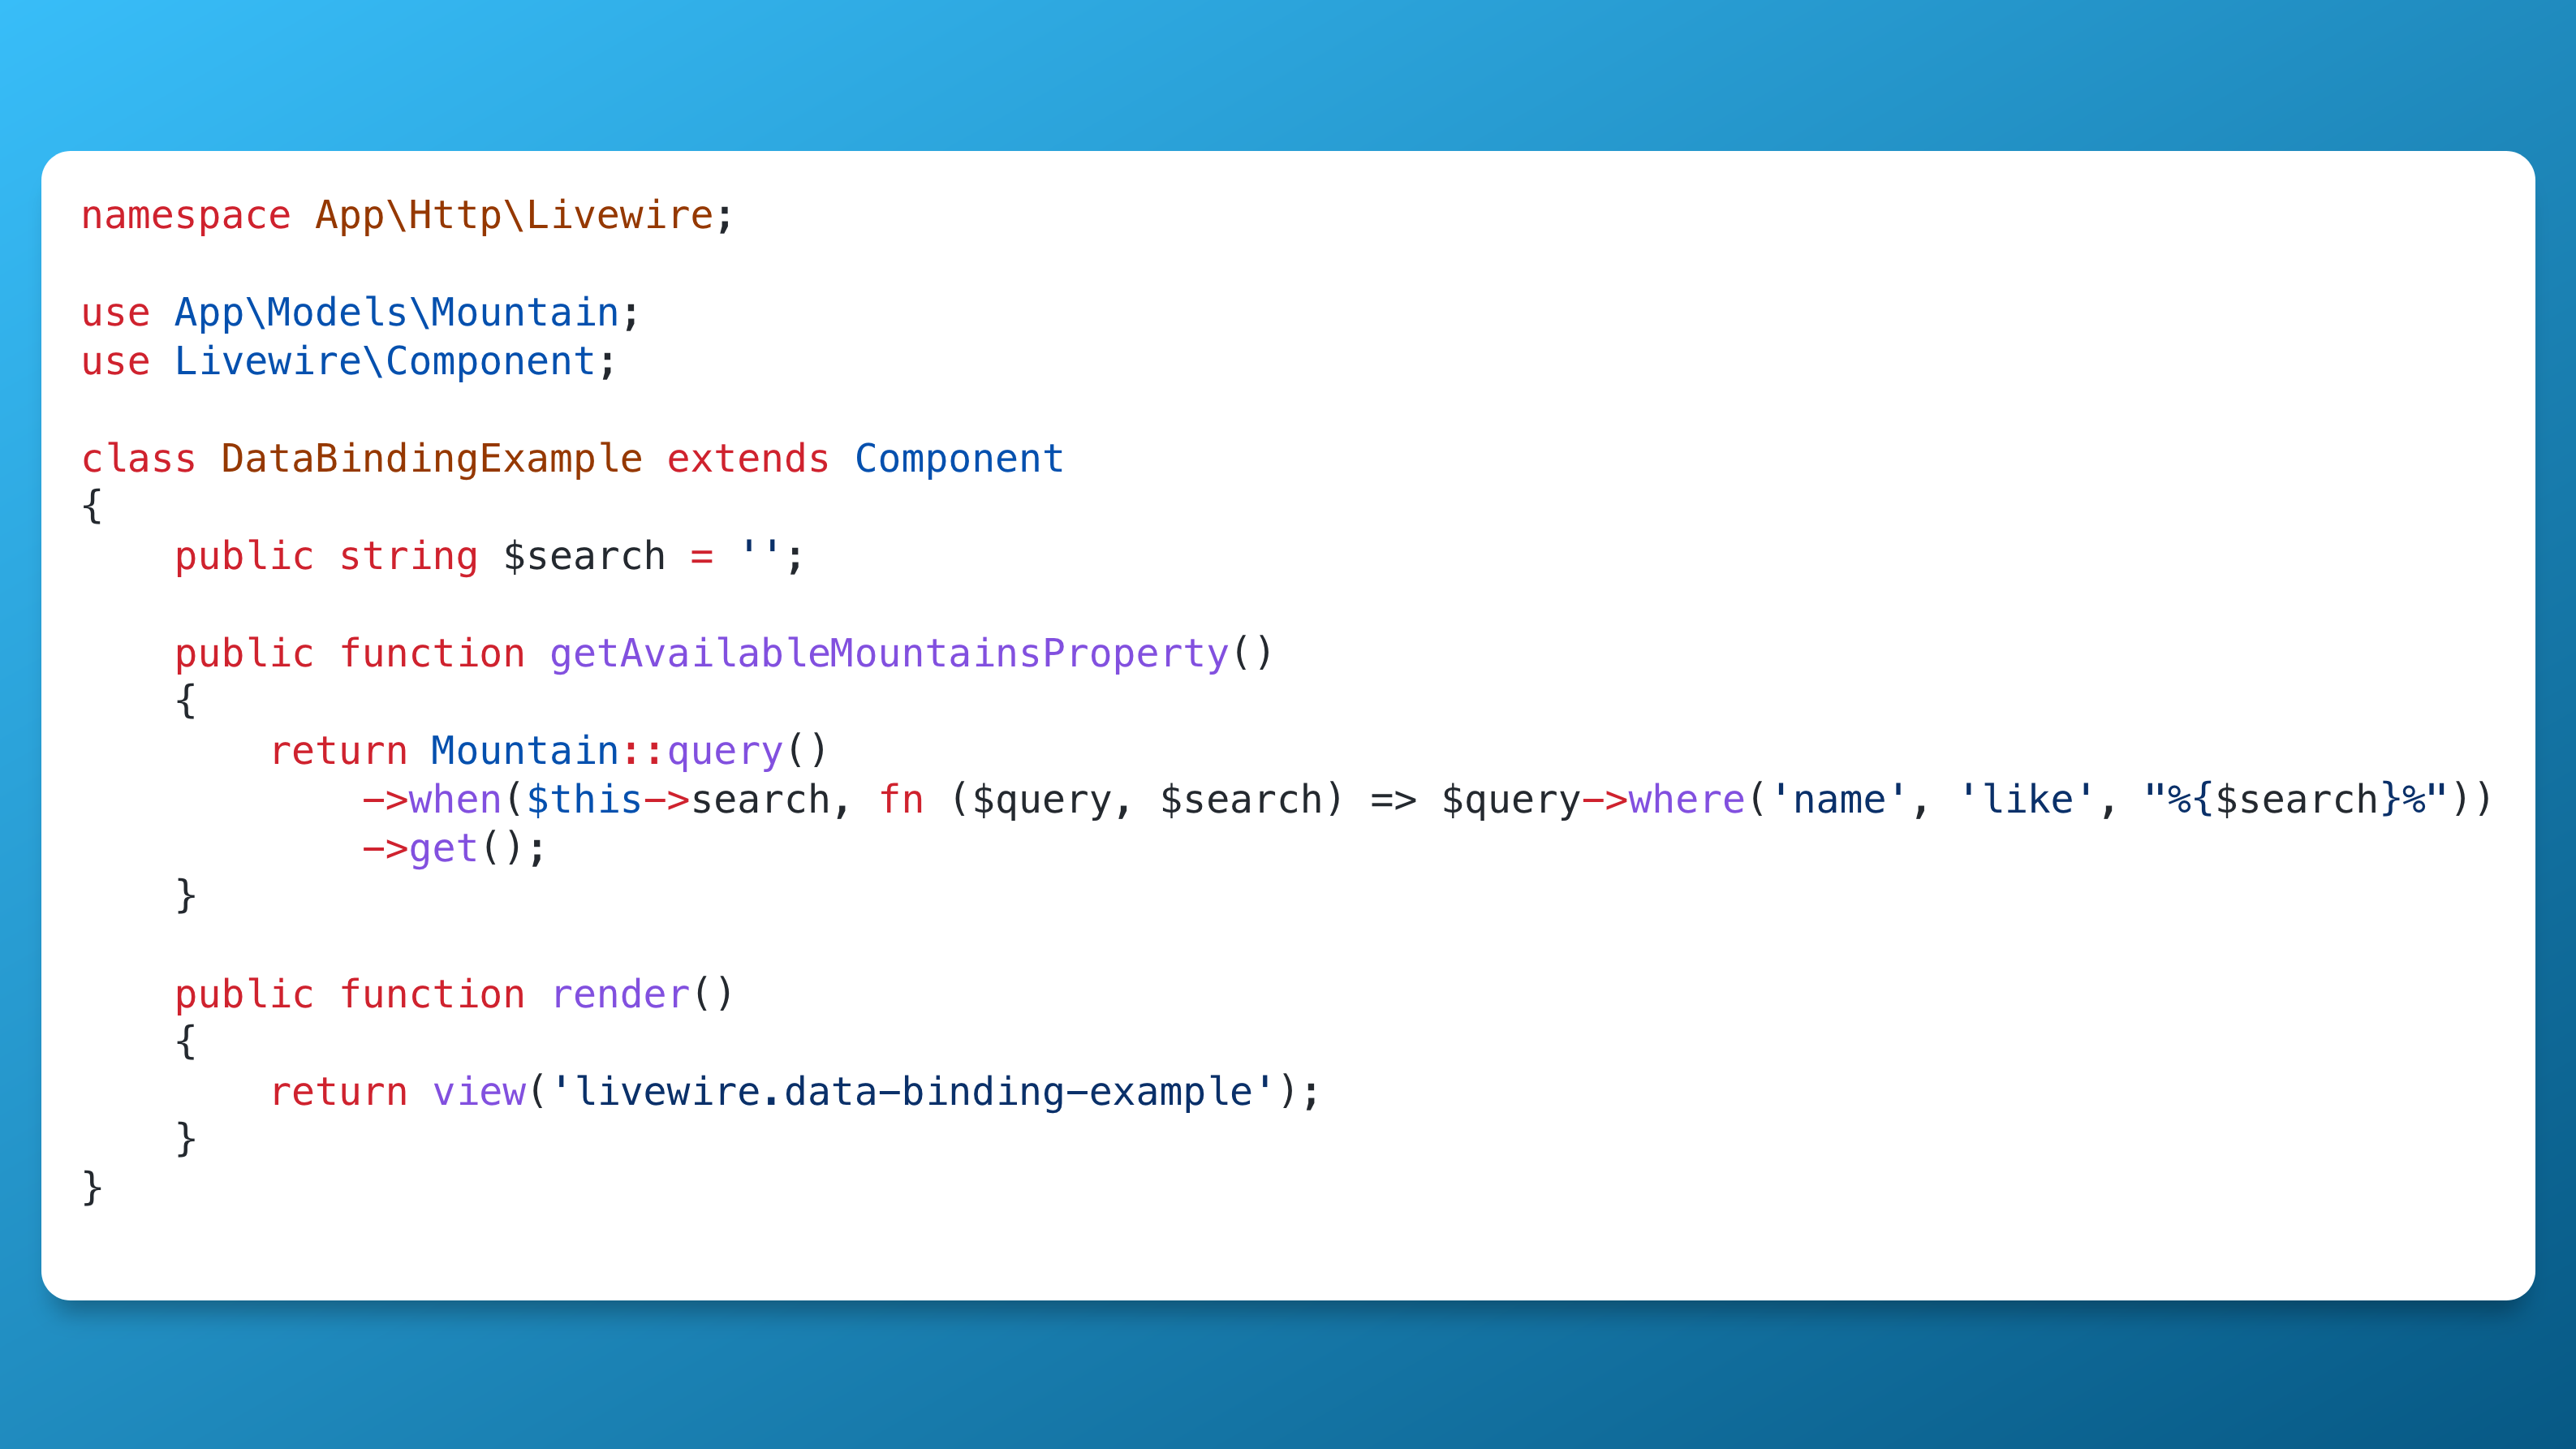 namespace App\Http\Livewire;

use App\Models\Mountain;
use Livewire\Component;

class DataBindingExample extends Component
{
    public string $search = '';

    public function getAvailableMountainsProperty()
    {
        return Mountain::query()
            ->when($this->search, fn ($query, $search) => $query->where('name', 'like', "%{$search}%"))
            ->get();
    }

    public function render()
    {
        return view('livewire.data-binding-example');
    }
}